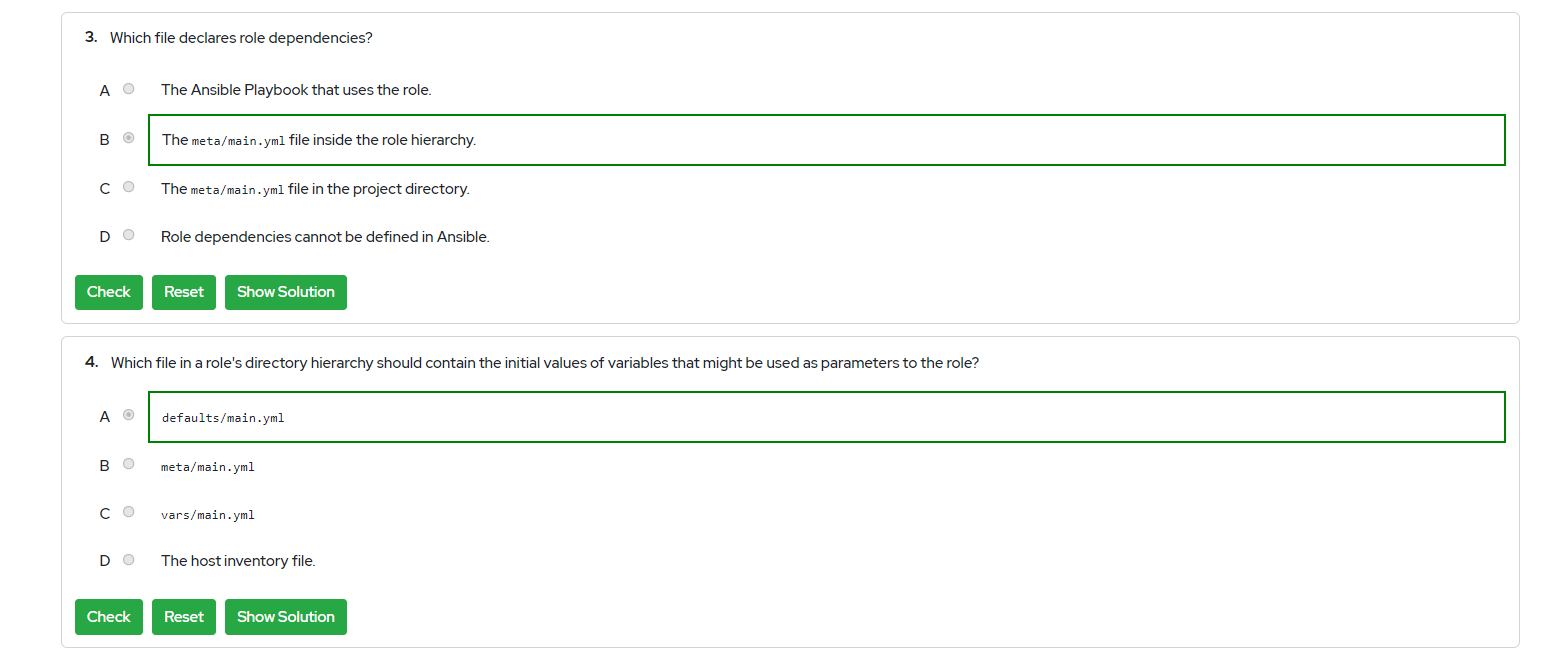 3. Which file declares role dependencies?
A The Ansible Playbook that uses the role.
B The meta/main.yml file inside the role hierarchy.
C The meta/main.yml file in the project directory.
D Role dependencies cannot be defined in Ansible.
Check Reset Show Solution
4. Which file in a role's directory hierarchy should contain the initial values of variables that might be used as parameters to the role?
A defaults/main.yml
B meta/main.yml
C vars/main.yml
D The host inventory file.
Check Reset Show Solution